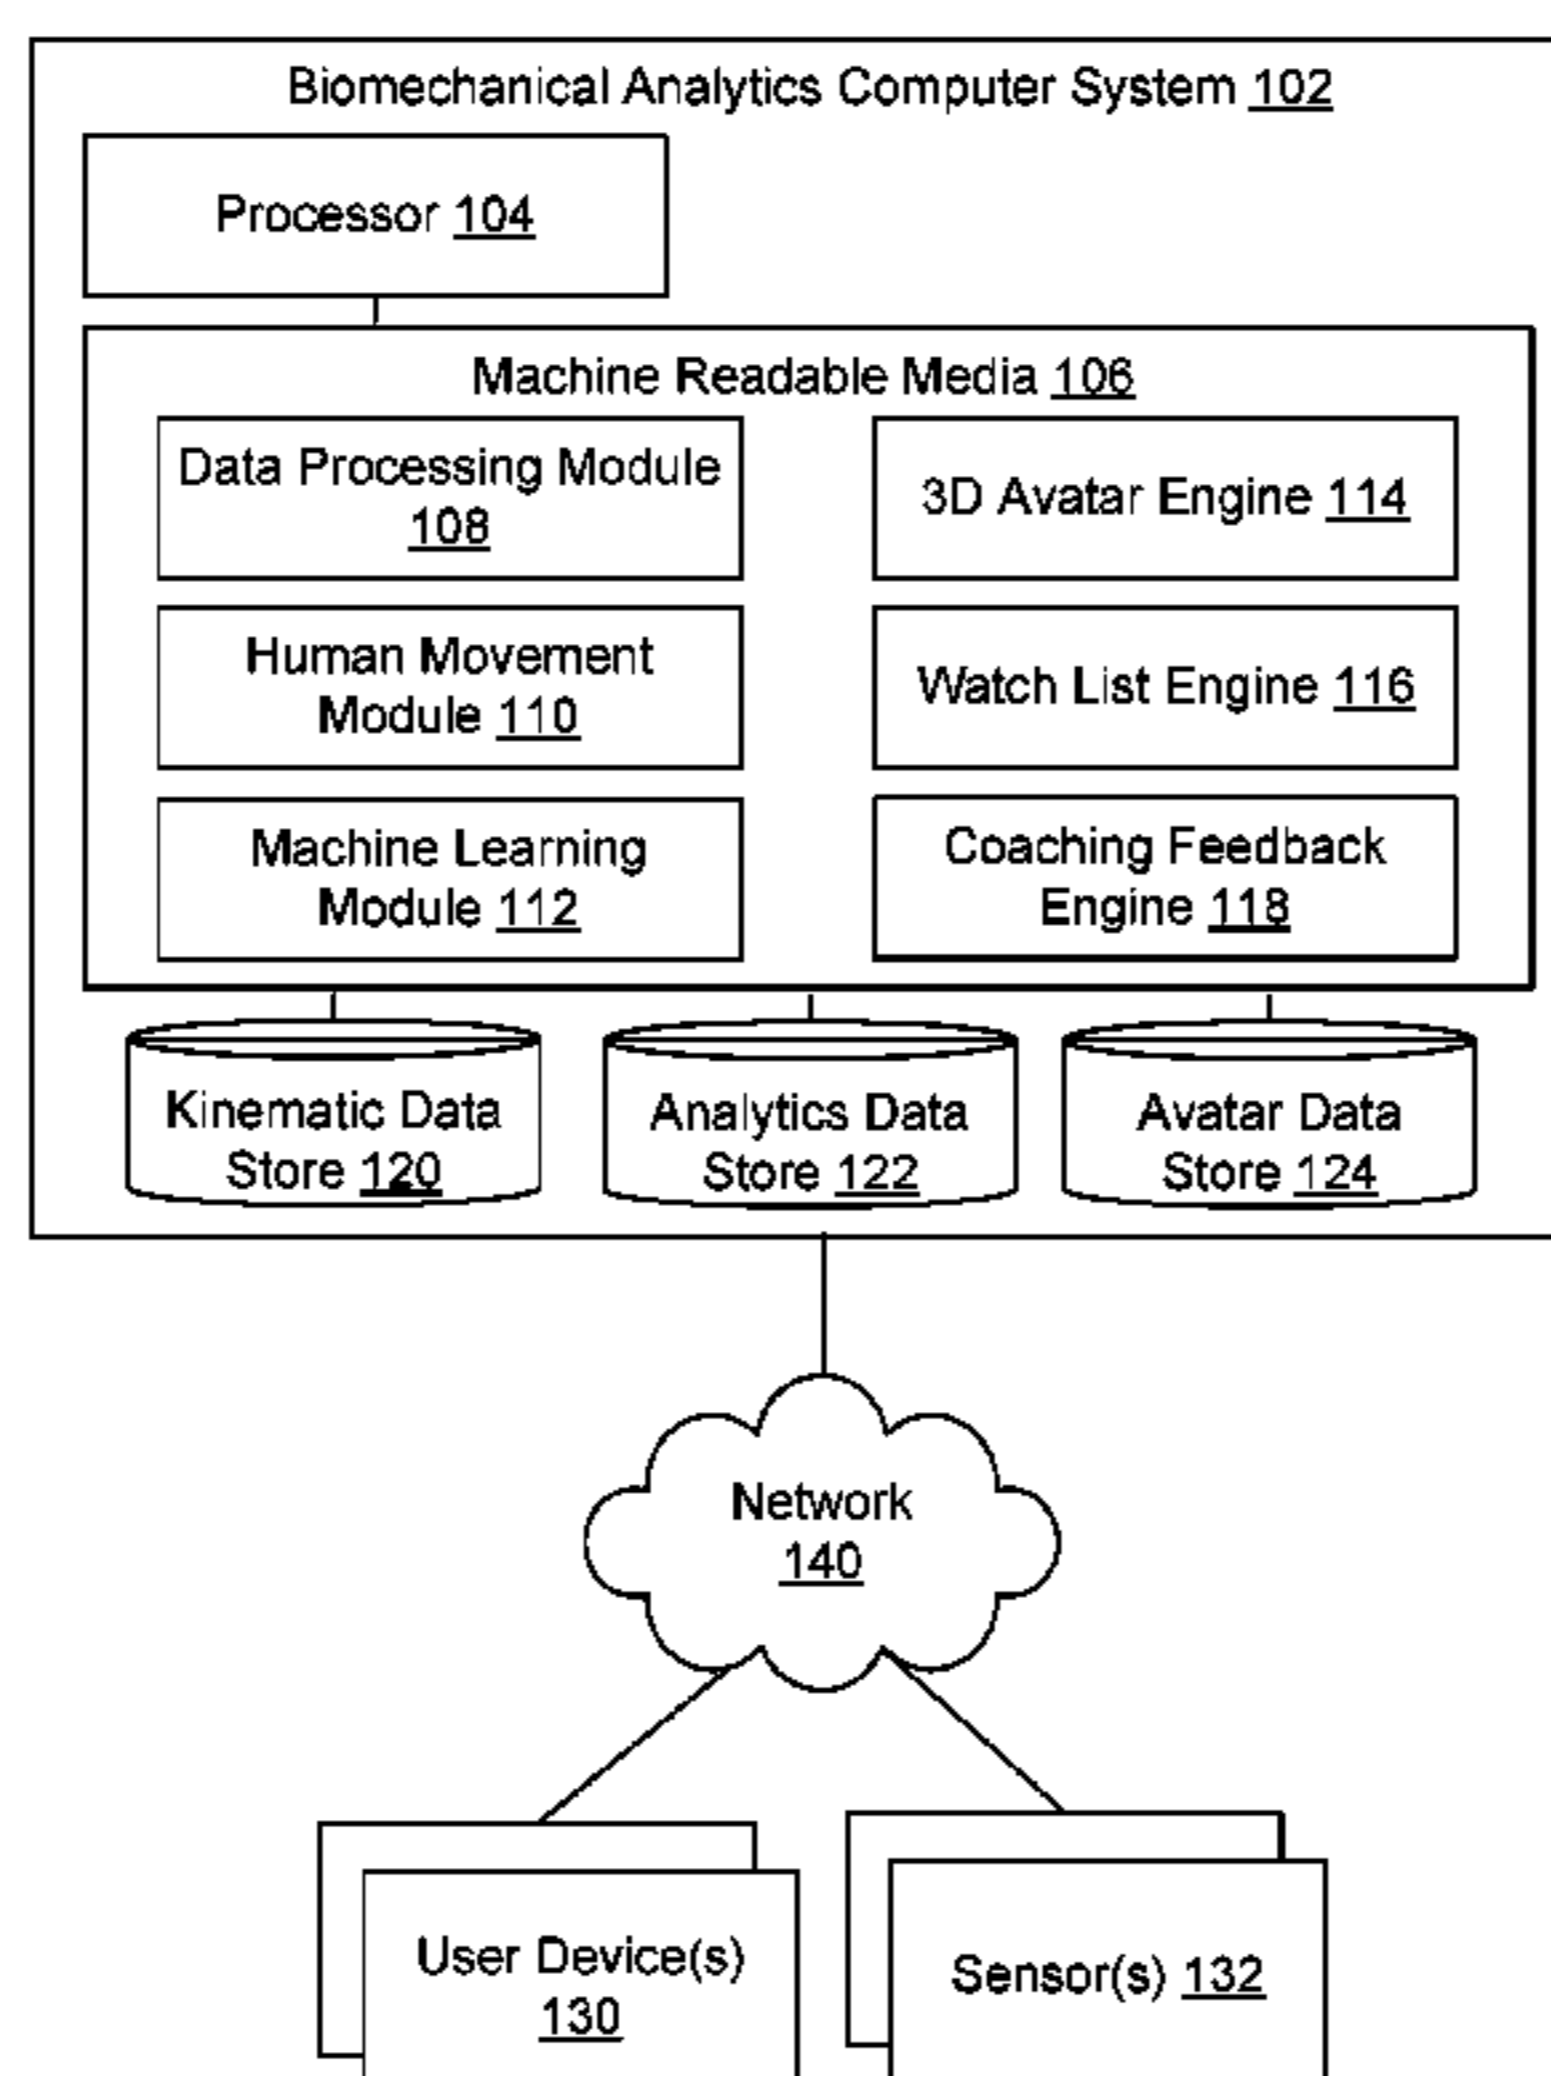 Biomechanical Analytics Computer System 102
Processor 104
Machine Readable Media 106
Data Processing Module
108
Human Movement
Module 110
Machine Learning
Module 112
3D Avatar Engine 114
Watch List Engine 116
Coaching Feedback
Engine 118
Kinematic Data
Store 120
Analytics Data
Store 122
Avatar Data
Store 124
Network
140
User Device(s)
130
Sensor(s) 132